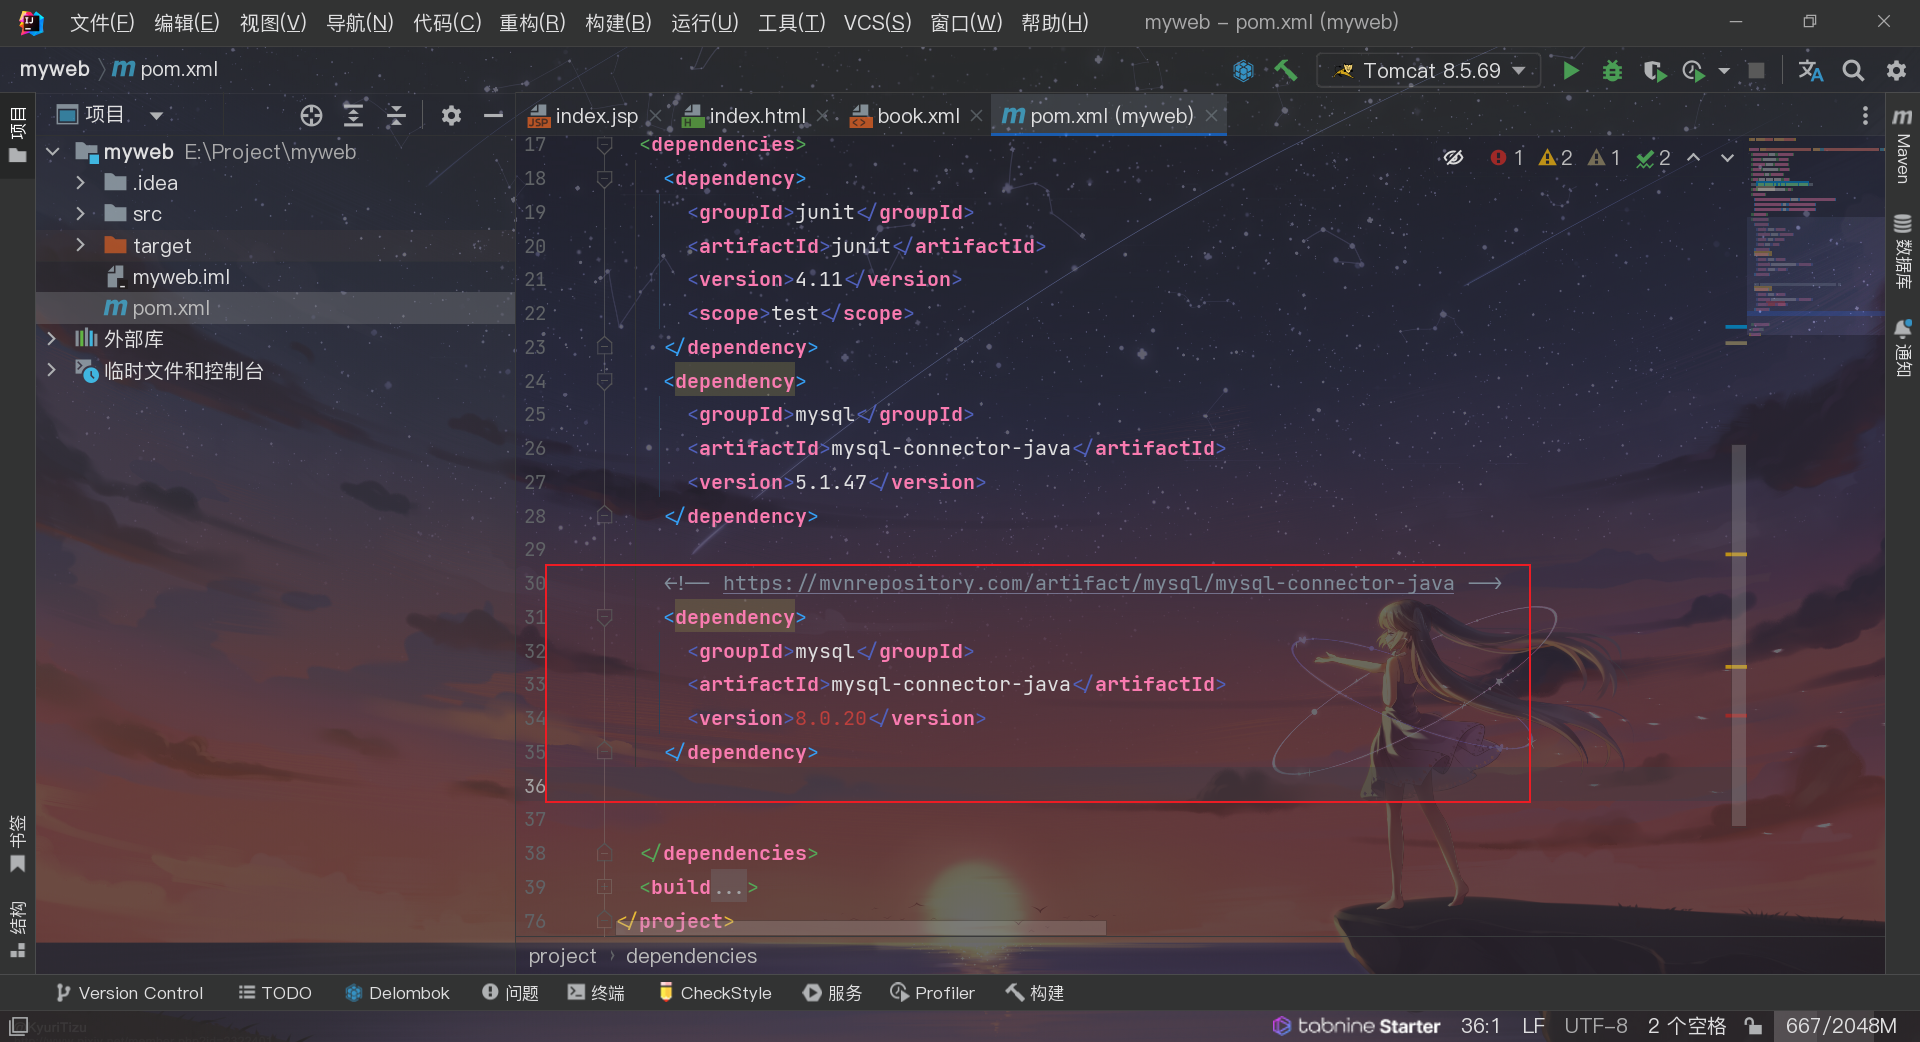 文件(F) 编辑(E) 视图(V) 导航(N) 代码(C) 重构(R) 构建(B) 运行(U) 工具(T) VCS(S) 窗口(W) 帮助(H) myweb - pom.xml (myweb)
myweb pom.xml Tomcat 8.5.69
项目
index.jsp index.html book.xml pom.xml (myweb)
项目
myweb E:\Project\myweb
.idea
src
target
myweb.iml
pom.xml
外部库
临时文件和控制台
书签
结构
1 2 1 2
17 <dependencies>
18 <dependency>
19 <groupId>junit</groupId>
20 <artifactId>junit</artifactId>
21 <version>4.11</version>
22 <scope>test</scope>
23 </dependency>
24 <dependency>
25 <groupId>mysql</groupId>
26 <artifactId>mysql-connector-java</artifactId>
27 <version>5.1.47</version>
28 </dependency>
29
30 <!-- https://mvnrepository.com/artifact/mysql/mysql-connector-java -->
31 <dependency>
32 <groupId>mysql</groupId>
33 <artifactId>mysql-connector-java</artifactId>
34 <version>8.0.20</version>
35 </dependency>
36
37
38 </dependencies>
39 <build...>
76 </project>
project › dependencies
Maven
数据库
通知
Version Control TODO Delombok 问题 终端 CheckStyle 服务 Profiler 构建
KyurlTizu tabnine Starter 36:1 LF UTF-8 2 个空格 667/2048M